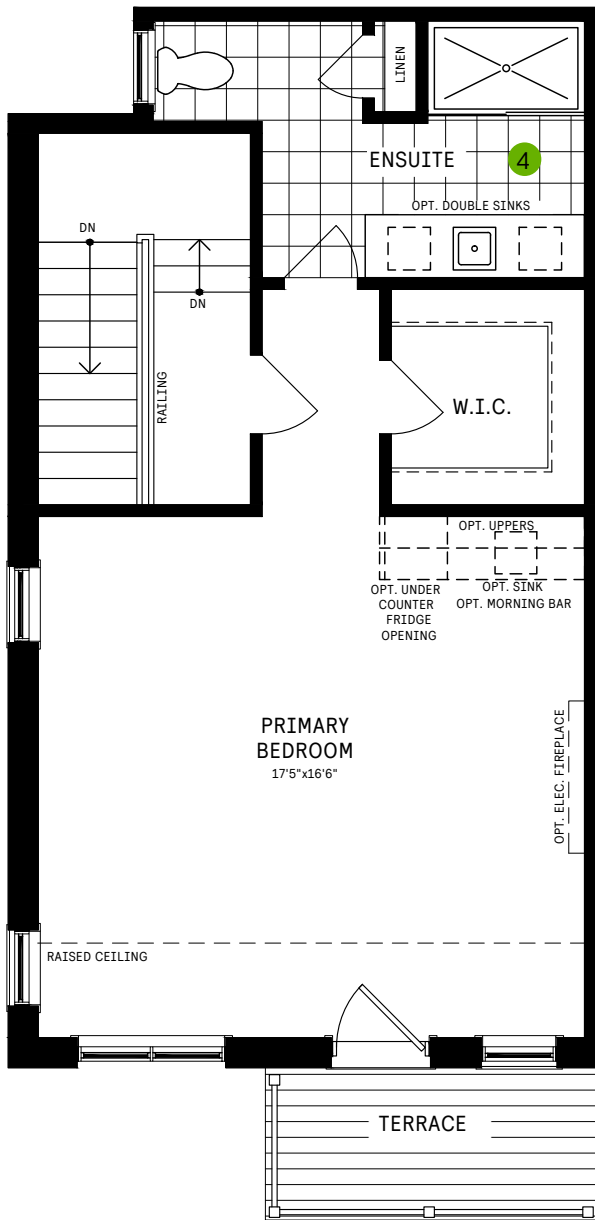 LINEN
ENSUITE
4
OPT. DOUBLE SINKS
DN
DN
RAILING
W.I.C.
OPT. UPPERS
OPT. UNDER
COUNTER
FRIDGE
OPENING
OPT. SINK
OPT. MORNING BAR
PRIMARY
BEDROOM
17'5"x16'6"
OPT. ELEC. FIREPLACE
RAISED CEILING
TERRACE